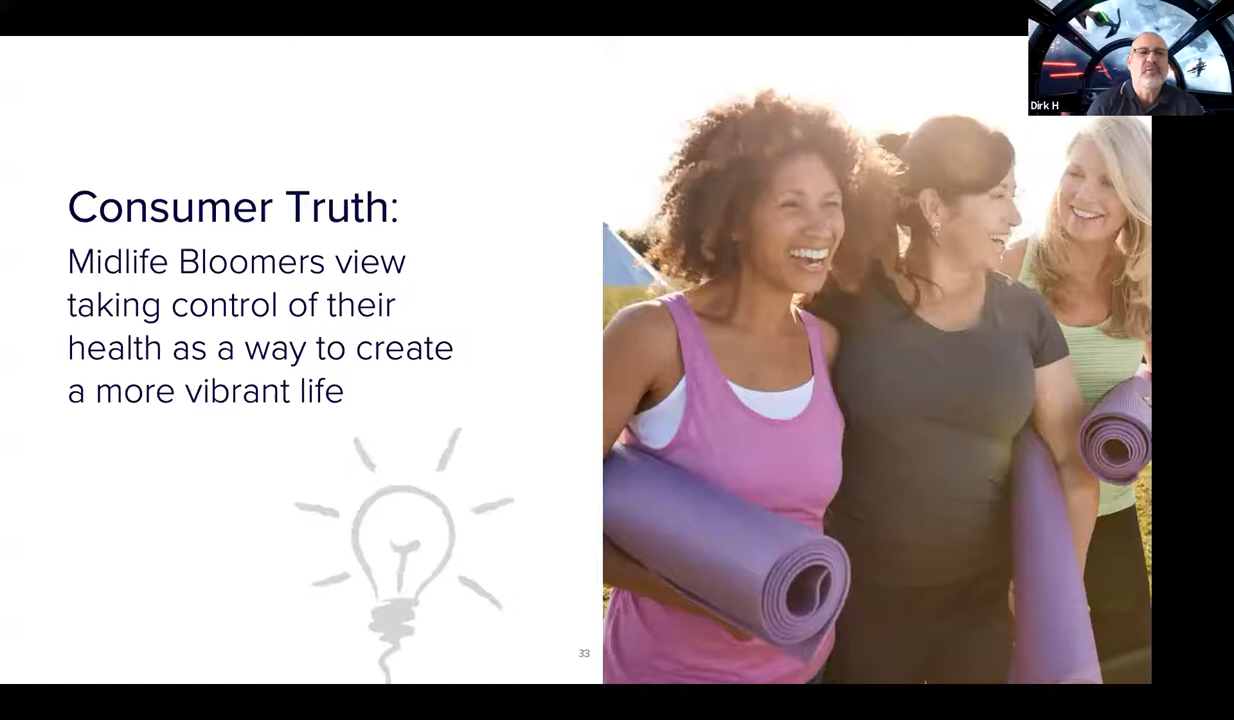 Dirk H
Consumer Truth:
Midlife Bloomers view
taking control of their
health as a way to create
a more vibrant life
33